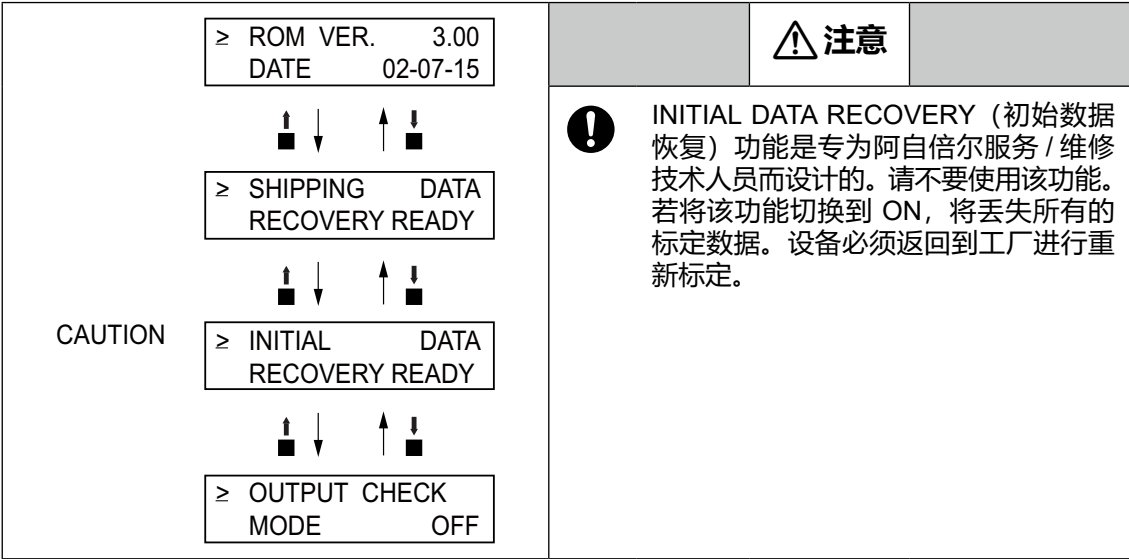 ≥ ROM VER. 3.00
DATE 02-07-15
≥ SHIPPING DATA
RECOVERY READY
CAUTION
≥ INITIAL DATA
RECOVERY READY
≥ OUTPUT CHECK
MODE OFF
注意
INITIAL DATA RECOVERY（初始数据
恢复）功能是专为阿自倍尔服务 / 维修
技术人员而设计的。请不要使用该功能。
若将该功能切换到 ON，将丢失所有的
标定数据。设备必须返回到工厂进行重
新标定。